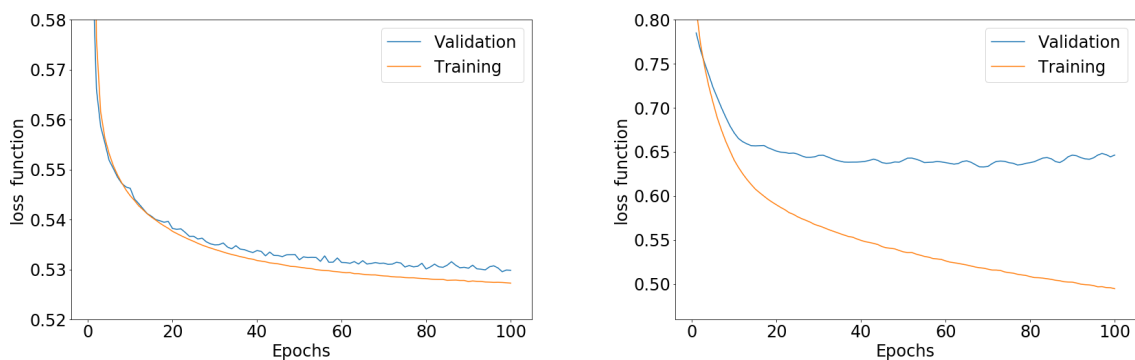 0.58
0.57
0.56
0.55
0.54
0.53
0.52
loss function
0 20 40 60 80 100
Epochs
Validation
Training
0.80
0.75
0.70
0.65
0.60
0.55
0.50
loss function
0 20 40 60 80 100
Epochs
Validation
Training